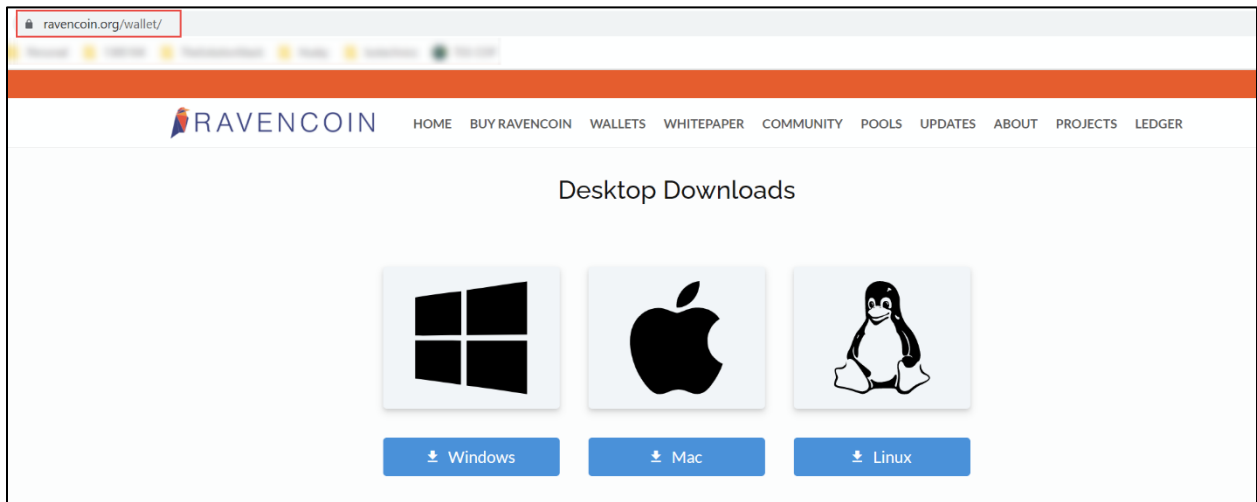 ravencoin.org/wallet/
RAVENCOIN HOME BUY RAVENCOIN WALLETS WHITEPAPER COMMUNITY POOLS UPDATES ABOUT PROJECTS LEDGER
Desktop Downloads
Windows Mac Linux